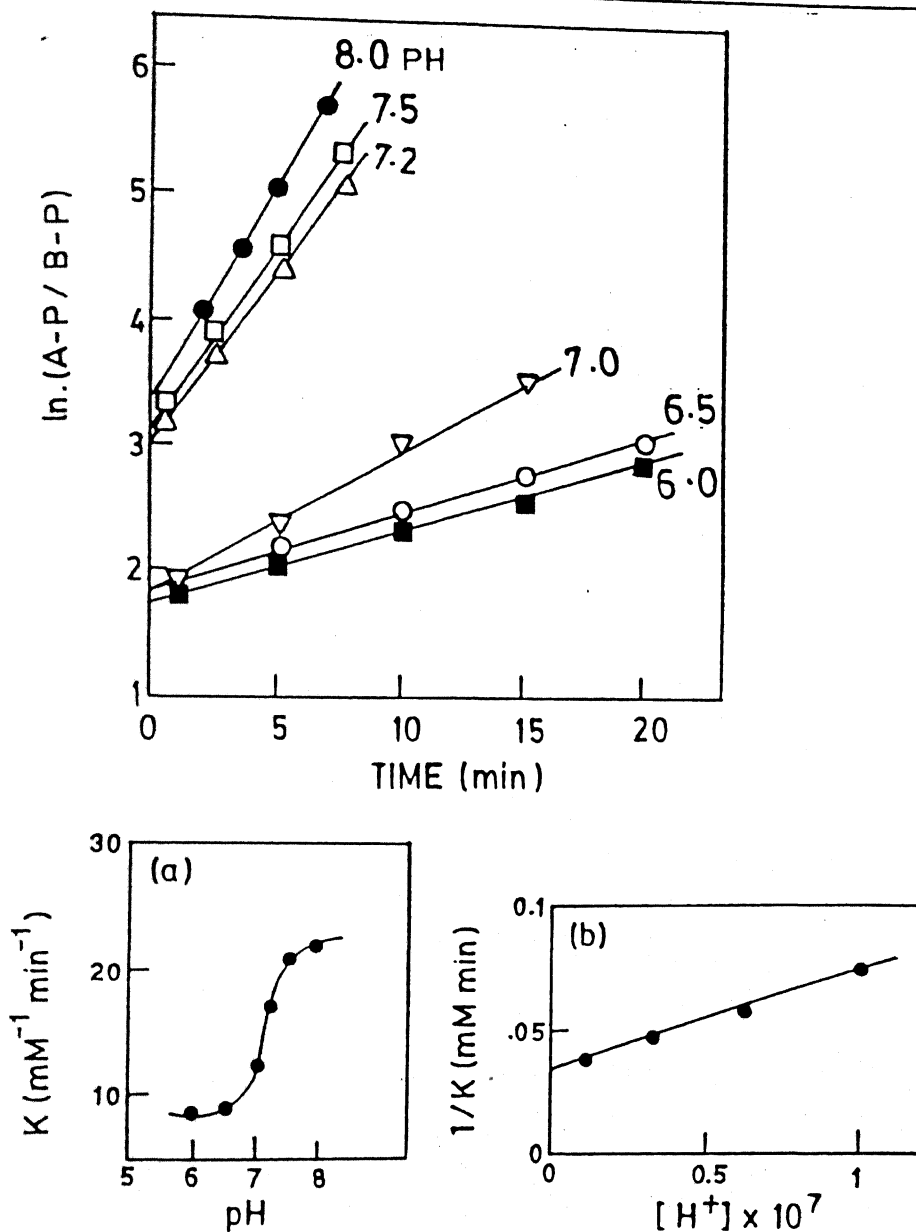 6
5
4
3
2
1
ln.(A-P / B-P)
8.0 PH
7.5
7.2
7.0
6.5
6.0
0 5 10 15 20
TIME (min)
(a)
30
20
10
K (mM⁻¹ min⁻¹)
5 6 7 8
pH
(b)
0.1
.05
0
1/K (mM min)
0 0.5 1
[H⁺] x 10⁷